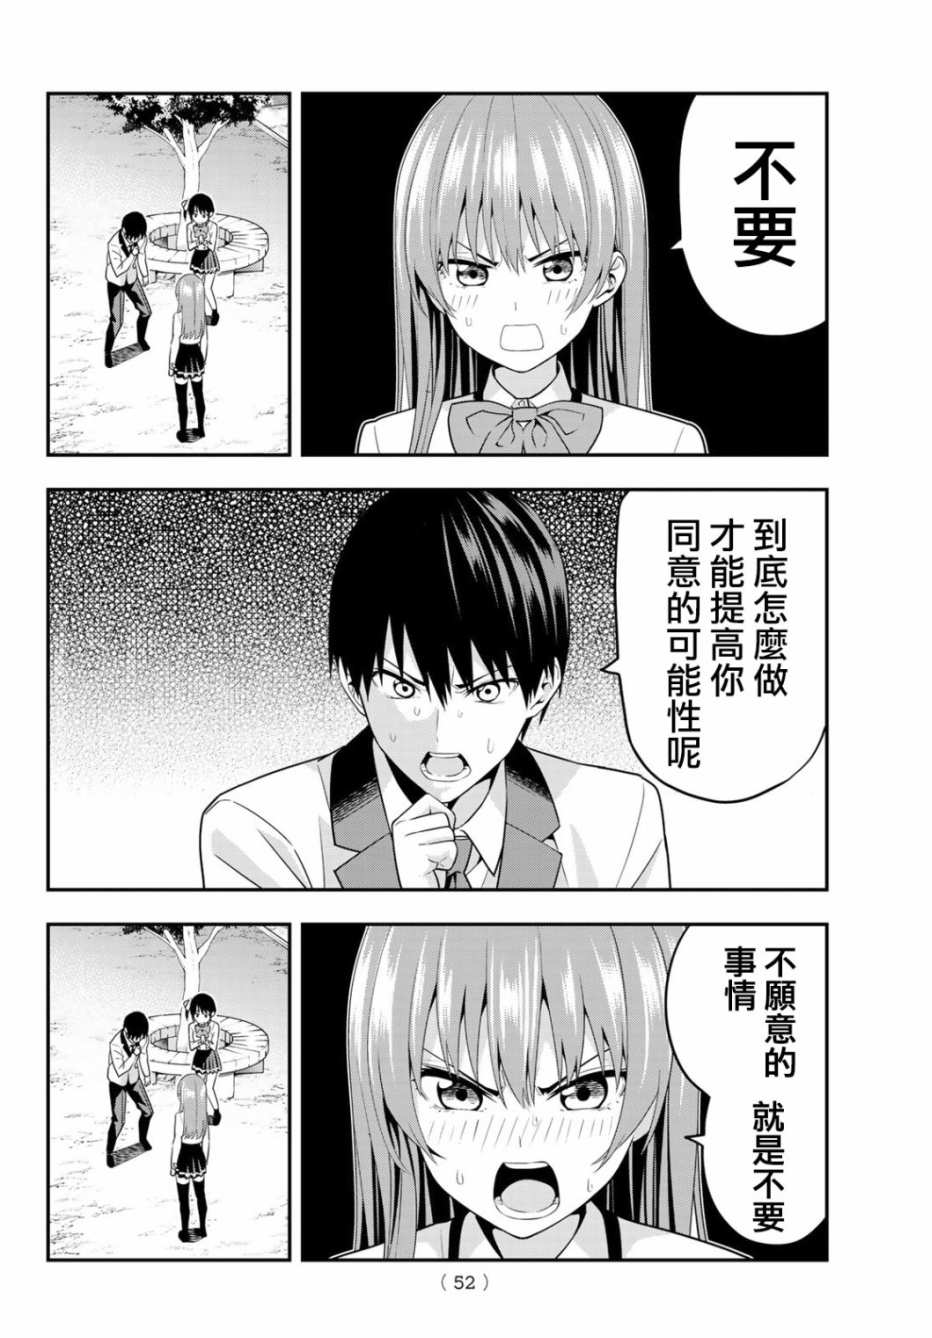 不要
到底怎麼做
才能提高你
同意的可能性呢
不願意的
事情
就是不要
( 52 )